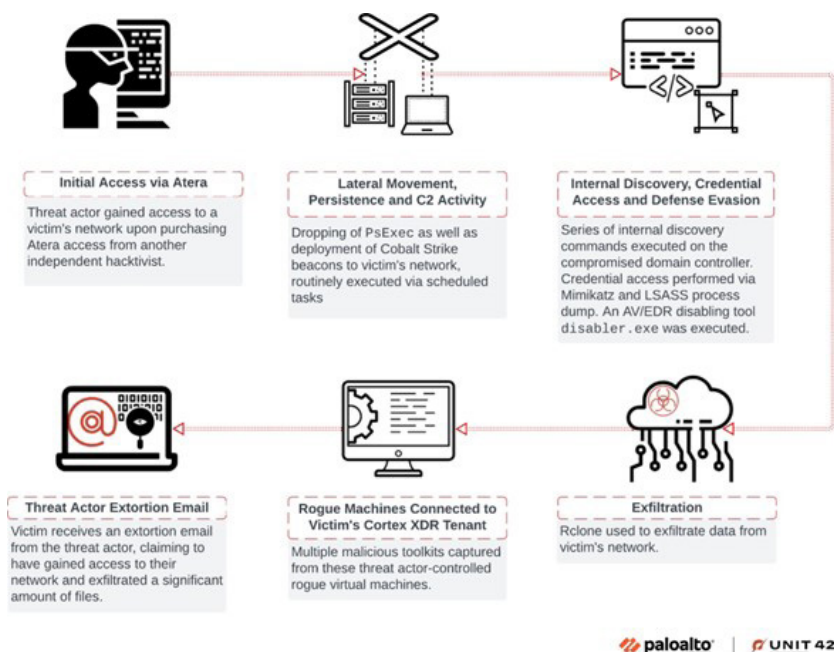 Initial Access via Atera
Threat actor gained access to a
victim's network upon purchasing
Atera access from another
independent hacktivist.
Lateral Movement,
Persistence and C2 Activity
Dropping of PsExec as well as
deployment of Cobalt Strike
beacons to victim's network,
routinely executed via scheduled
tasks
Internal Discovery, Credential
Access and Defense Evasion
Series of internal discovery
commands executed on the
compromised domain controller.
Credential access performed via
Mimikatz and LSASS process
dump. An AV/EDR disabling tool
disabler.exe was executed.
Threat Actor Extortion Email
Victim receives an extortion email
from the threat actor, claiming to
have gained access to their
network and exfiltrated a significant
amount of files.
Rogue Machines Connected to
Victim's Cortex XDR Tenant
Multiple malicious toolkits captured
from these threat actor-controlled
rogue virtual machines.
Exfiltration
Rclone used to exfiltrate data from
victim's network.
paloalto
UNIT 42